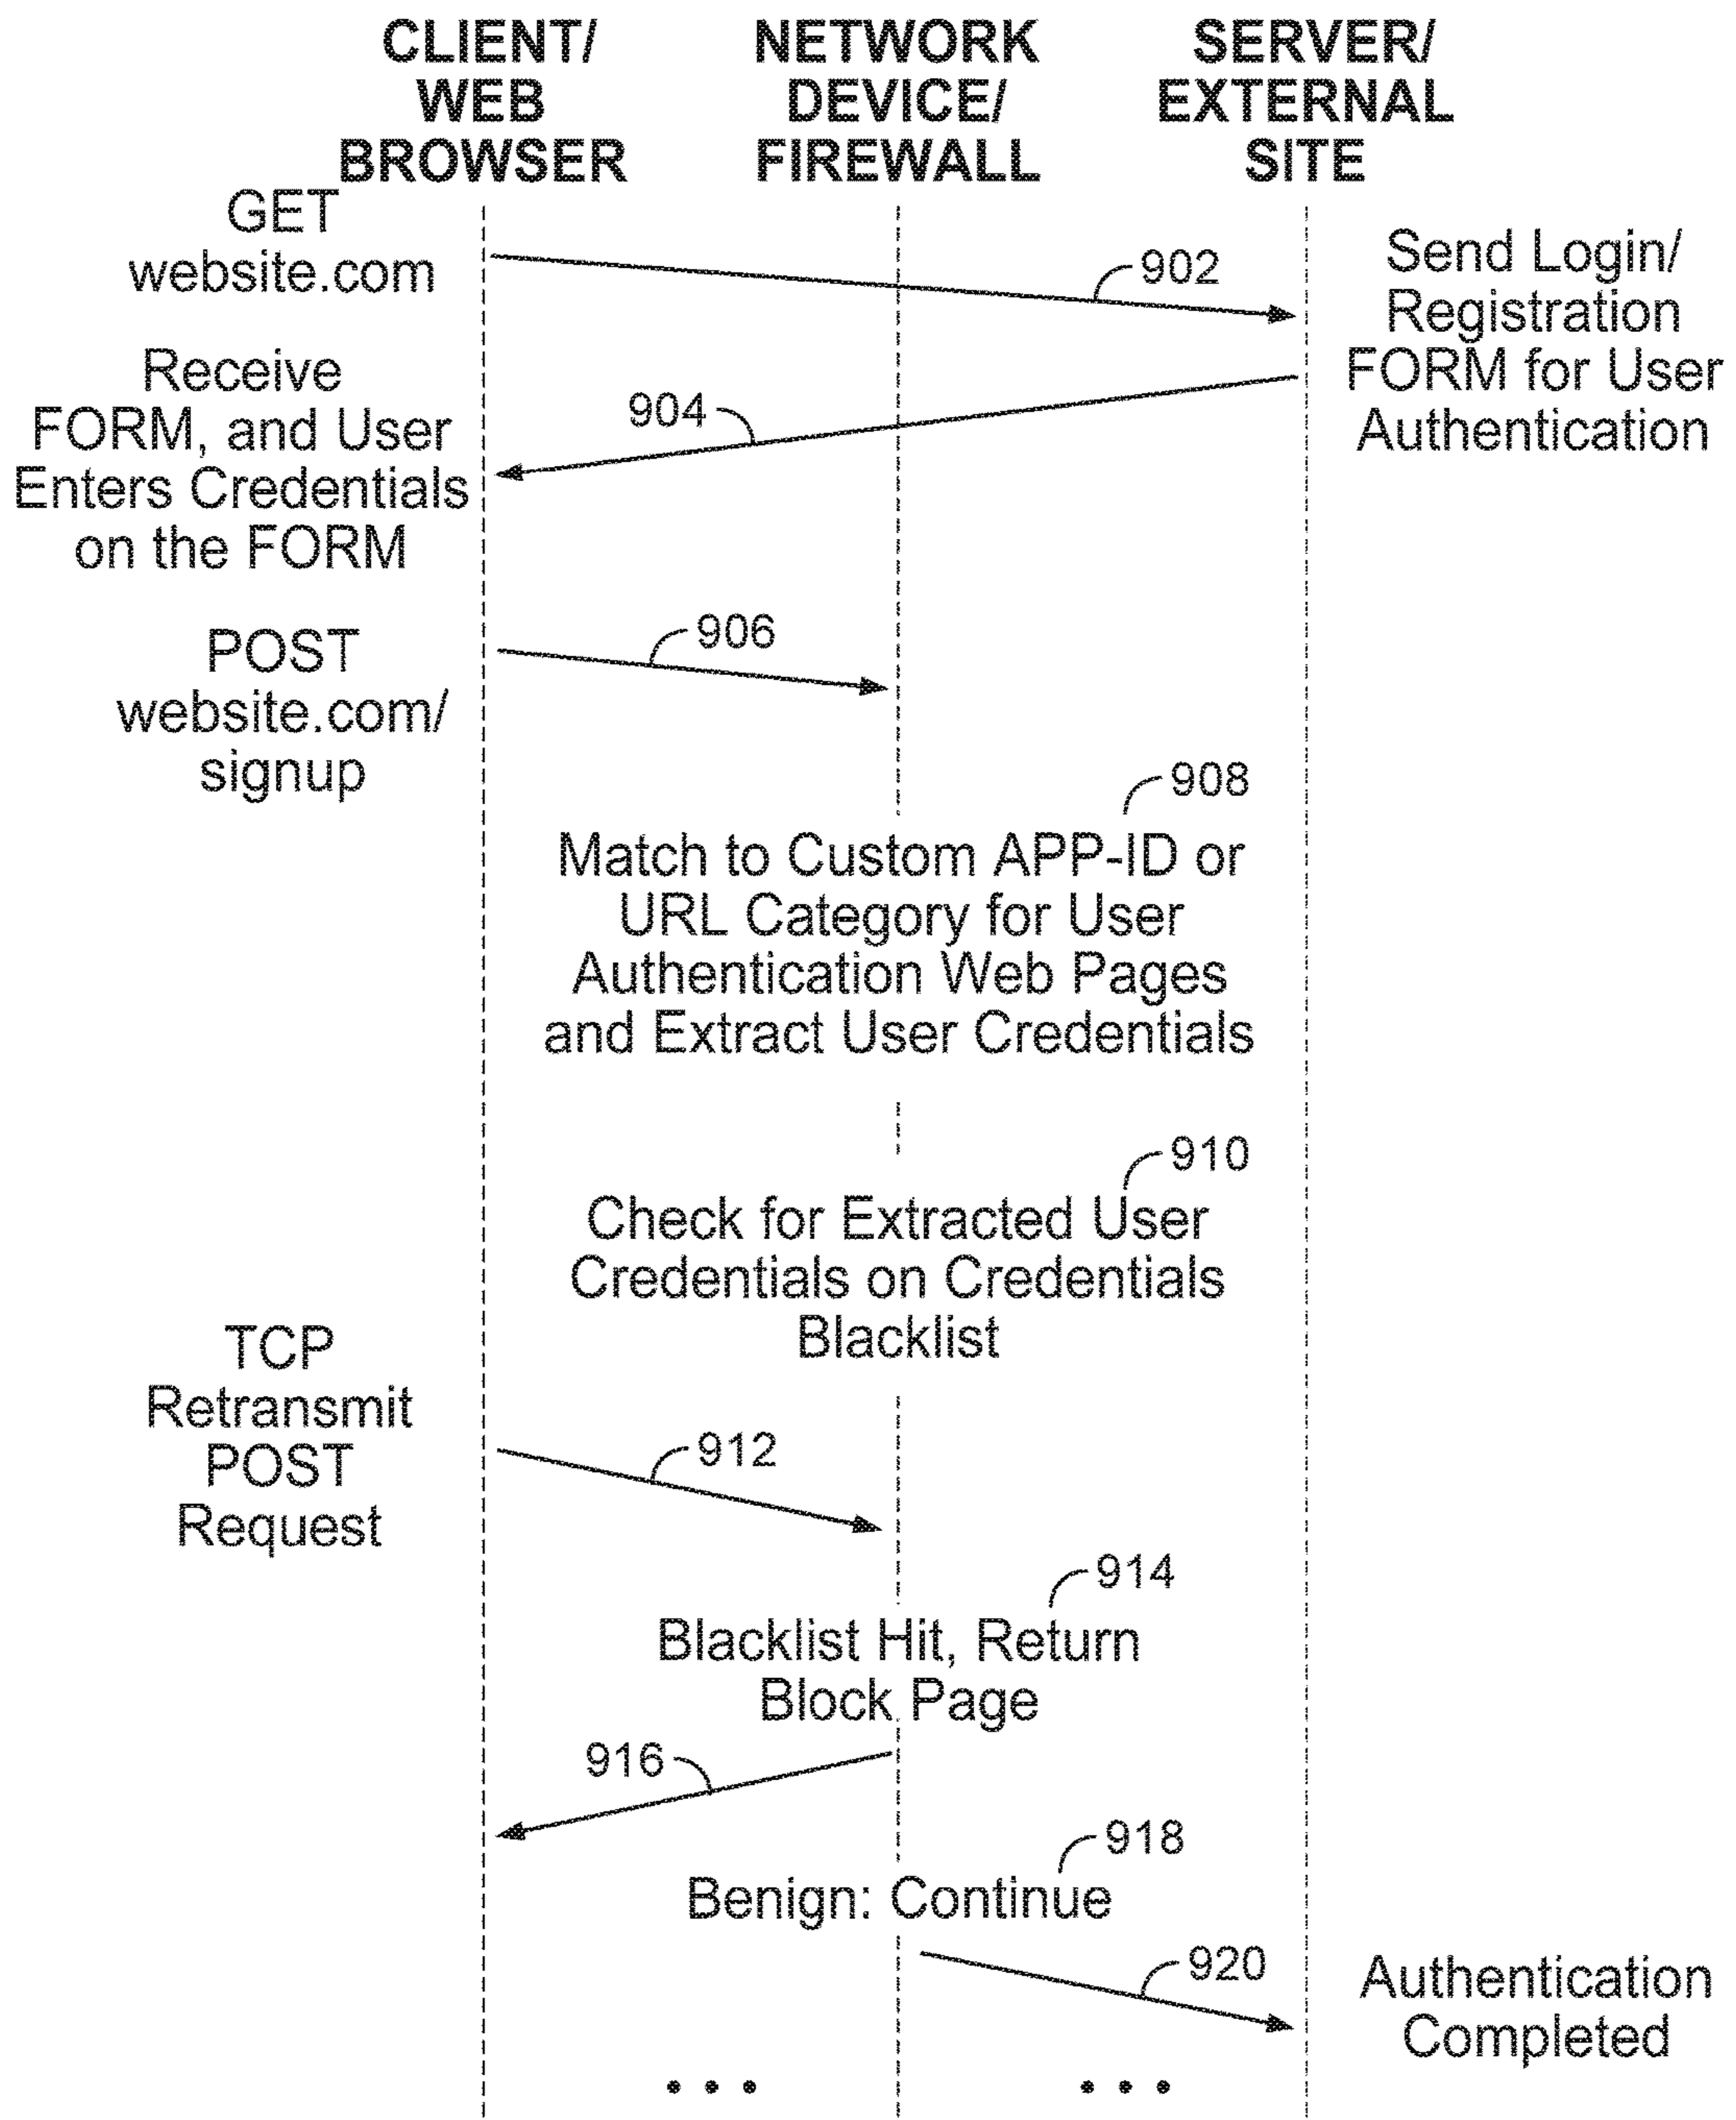 CLIENT/
WEB
BROWSER
NETWORK
DEVICE/
FIREWALL
SERVER/
EXTERNAL
SITE
GET
website.com
902
Send Login/
Registration
FORM for User
Authentication
Receive
FORM, and User
Enters Credentials
on the FORM
904
POST
website.com/
signup
906
908
Match to Custom APP-ID or
URL Category for User
Authentication Web Pages
and Extract User Credentials
910
Check for Extracted User
Credentials on Credentials
Blacklist
TCP
Retransmit
POST
Request
912
914
Blacklist Hit, Return
Block Page
916
918
Benign: Continue
920
Authentication
Completed
• • •
• • •